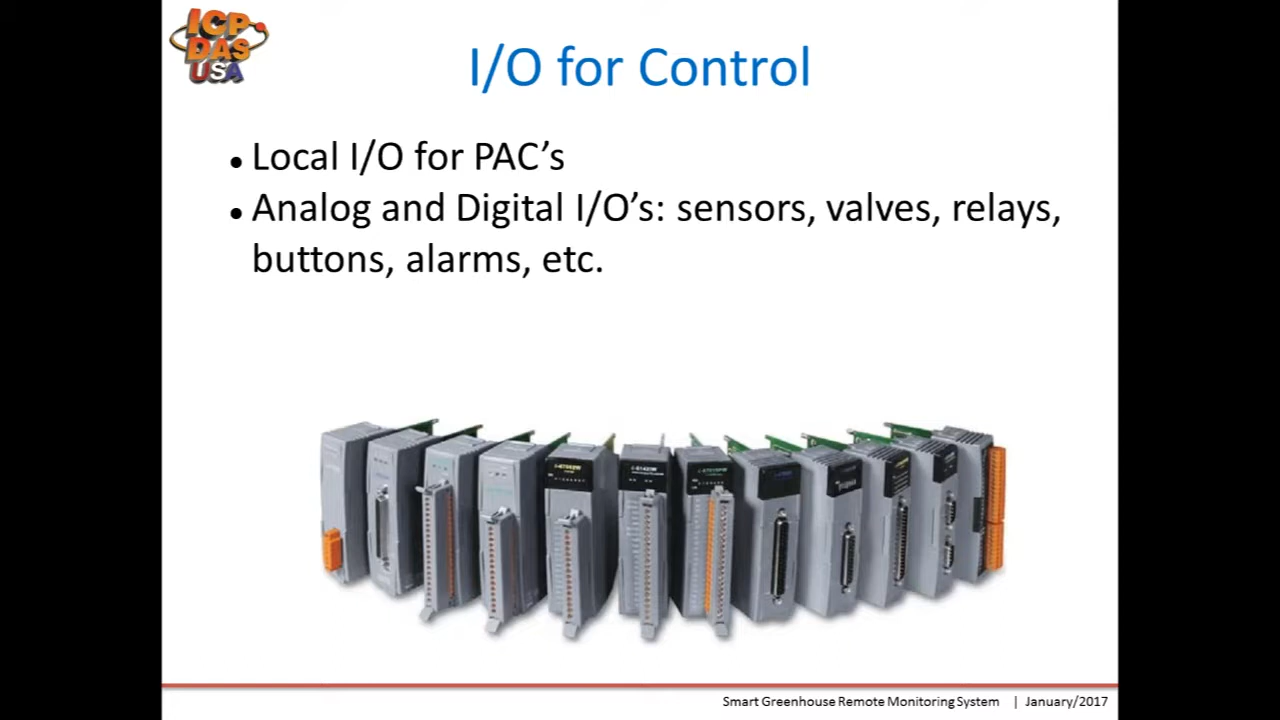 ICP
DAS
USA
I/O for Control
• Local I/O for PAC’s
• Analog and Digital I/O’s: sensors, valves, relays,
buttons, alarms, etc.
Smart Greenhouse Remote Monitoring System | January/2017